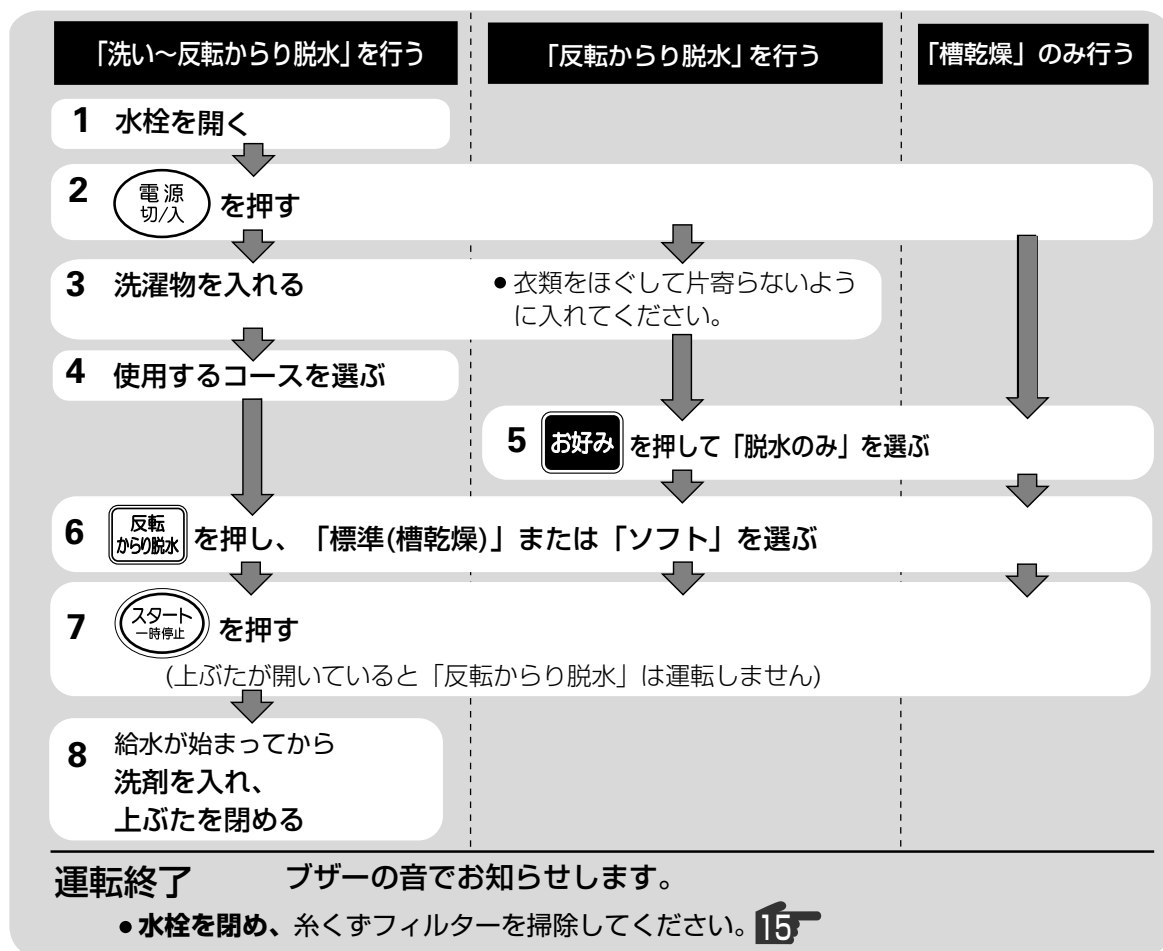 「洗い～反転からり脱水」を行う
「反転からり脱水」を行う
「槽乾燥」のみ行う
1 水栓を開く
2 電源 切/入 を押す
3 洗濯物を入れる
●衣類をほぐして片寄らないよう
に入れてください。
4 使用するコースを選ぶ
5 お好み を押して「脱水のみ」を選ぶ
6 反転 からり脱水 を押し、「標準(槽乾燥)」または「ソフト」を選ぶ
7 スタート 一時停止 を押す
(上ぶたが開いていると「反転からり脱水」は運転しません)
8 給水が始まってから
洗剤を入れ、
上ぶたを閉める
運転終了 ブザーの音でお知らせします。
●水栓を閉め、糸くずフィルターを掃除してください。 15